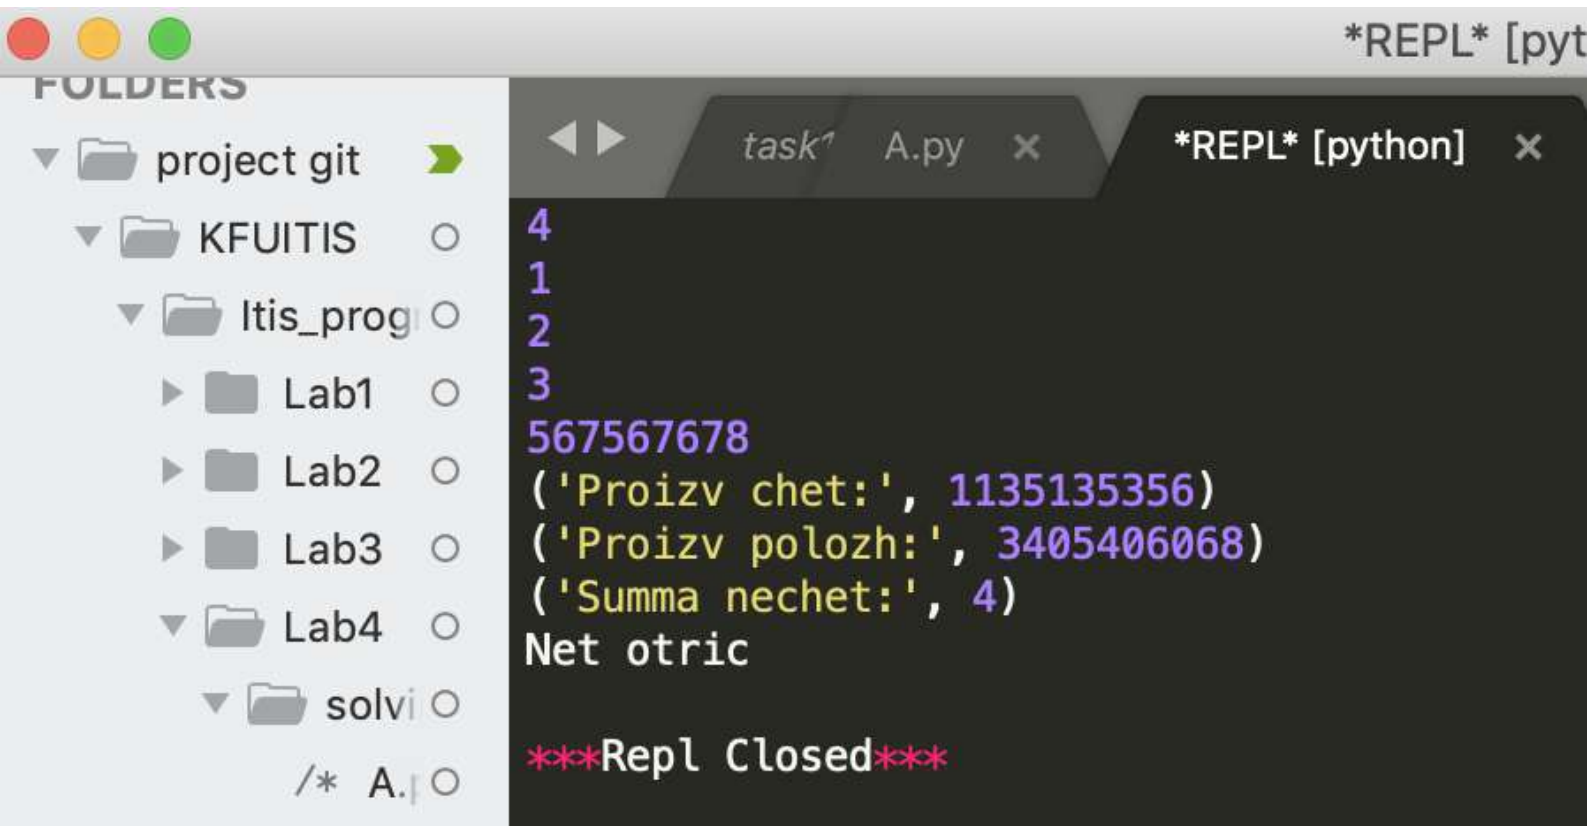 *REPL* [pyt
FOLDERS
project git
KFUITIS
Itis_prog
Lab1
Lab2
Lab3
Lab4
solvi
/* A.
task A.py × *REPL* [python] ×
4
1
2
3
567567678
('Proizv chet:', 1135135356)
('Proizv polozh:', 3405406068)
('Summa nechet:', 4)
Net otric
***Repl Closed***